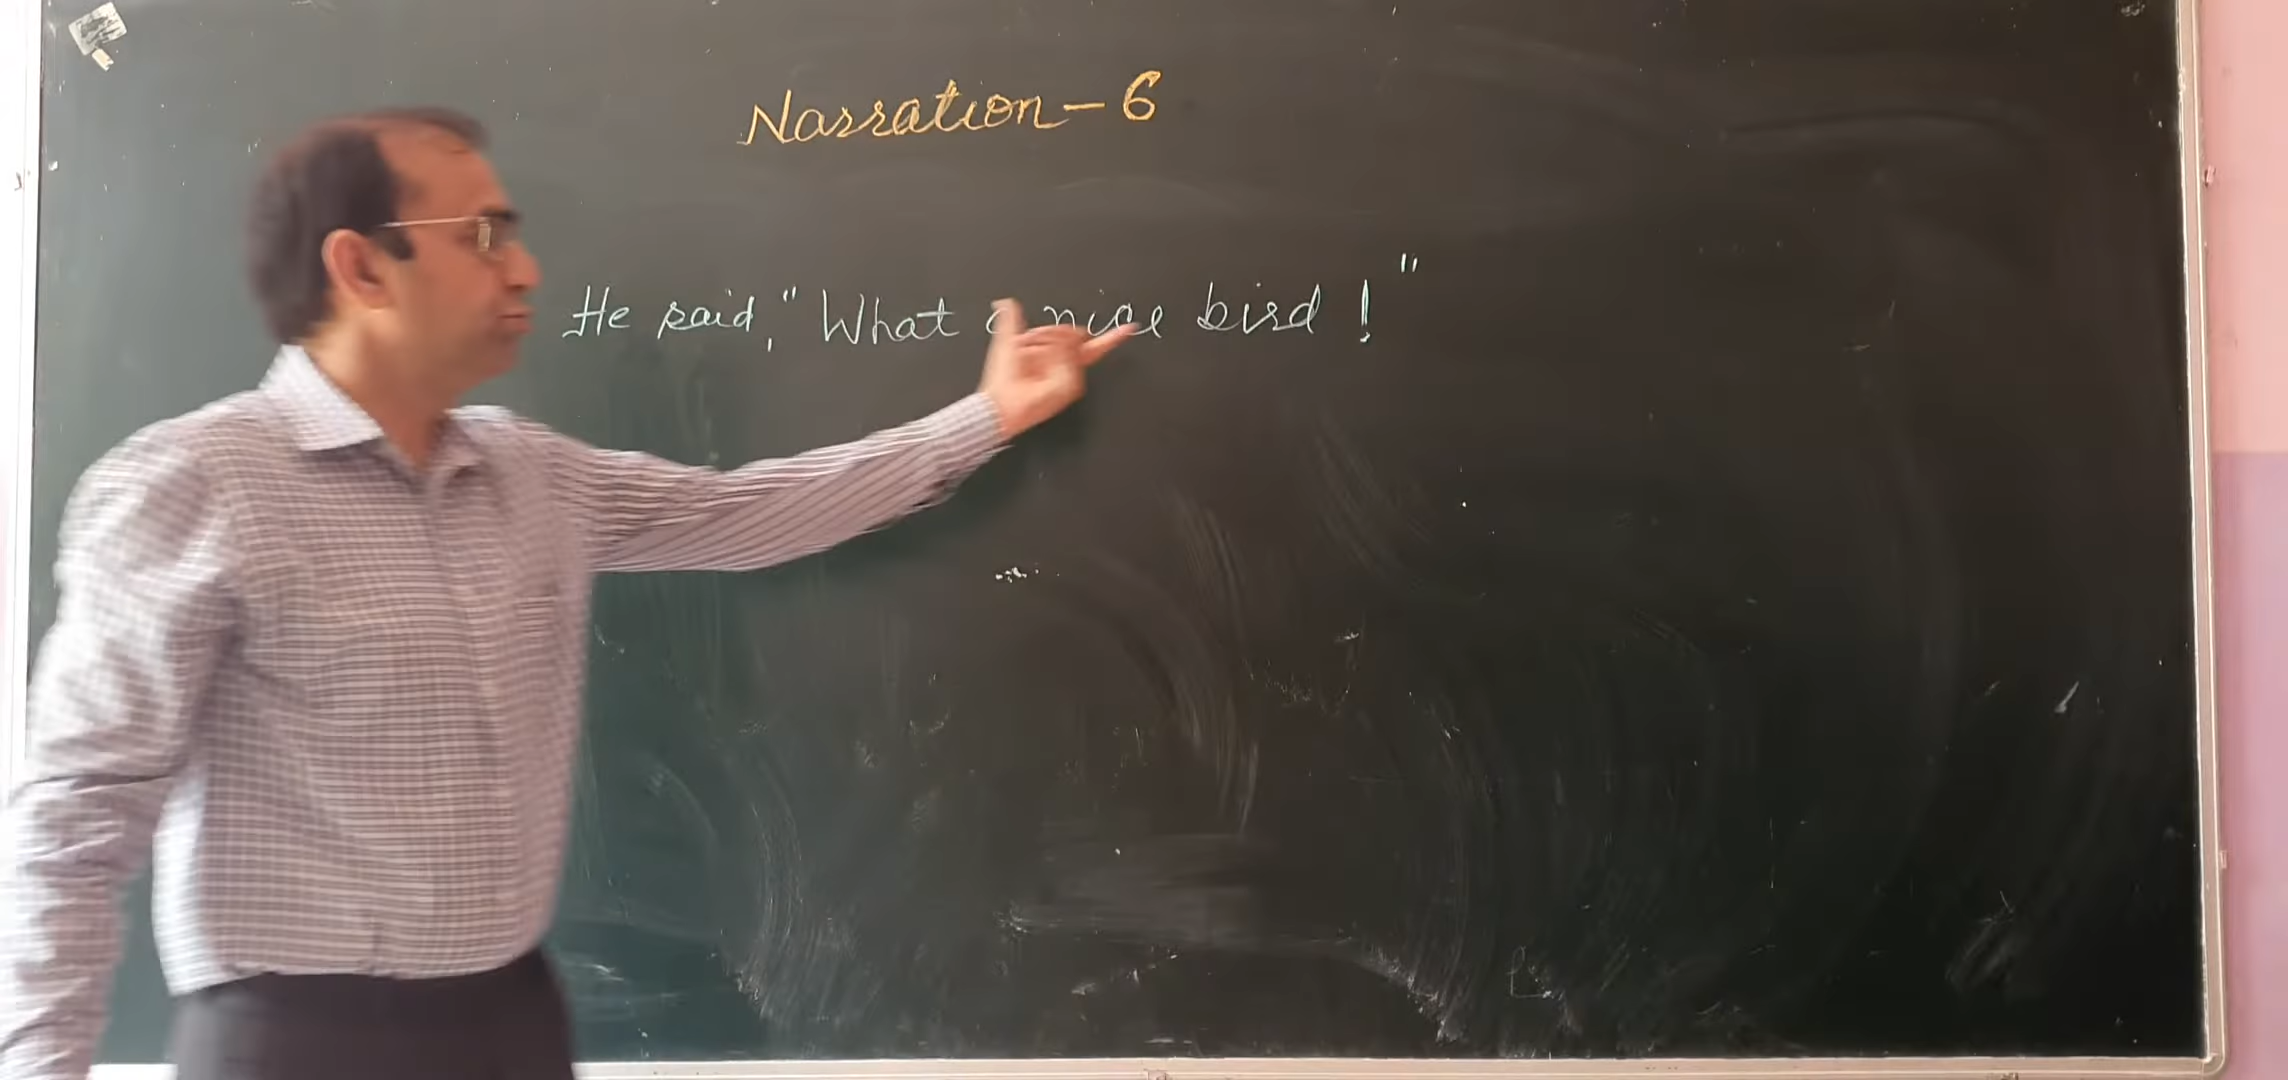 Narration - 6
He said, "What a nice bird!"